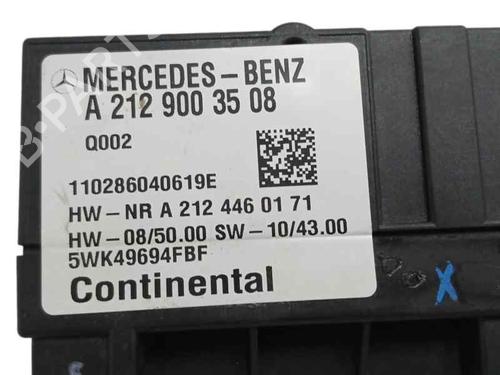 MERCEDES-BENZ
A 212 900 35 08
Q002
110286040619E
HW-NR A 212 446 01 71
HW-08/50.00 SW-10/43.00
5WK49694FBF
Continental
X